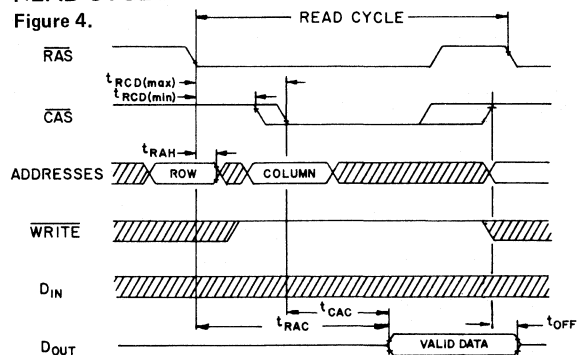 Figure 4.
READ CYCLE
RAS
tRCD(max)
tRCD(min)
CAS
tRAH
ADDRESSES
ROW
COLUMN
WRITE
DIN
tCAC
tRAC
tOFF
DOUT
VALID DATA